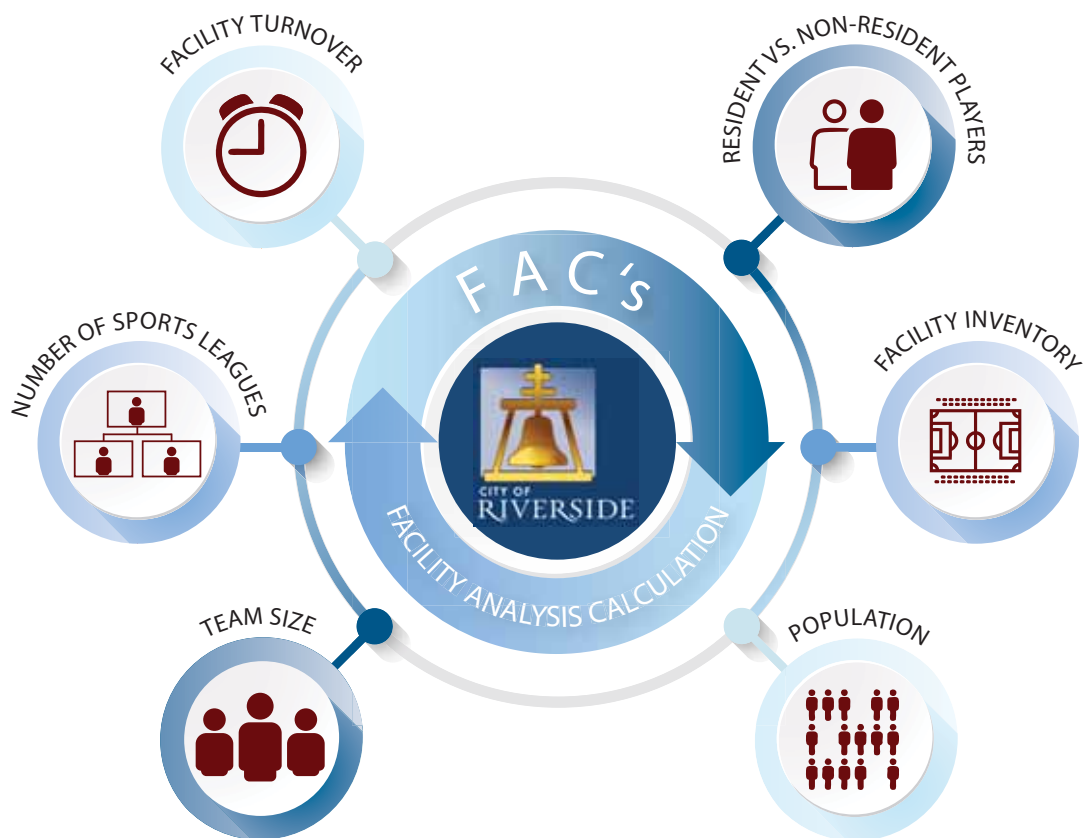 FACILITY TURNOVER
RESIDENT VS. NON-RESIDENT PLAYERS
FAC's
NUMBER OF SPORTS LEAGUES
FACILITY INVENTORY
CITY OF
RIVERSIDE
FACILITY ANALYSIS CALCULATION
TEAM SIZE
POPULATION